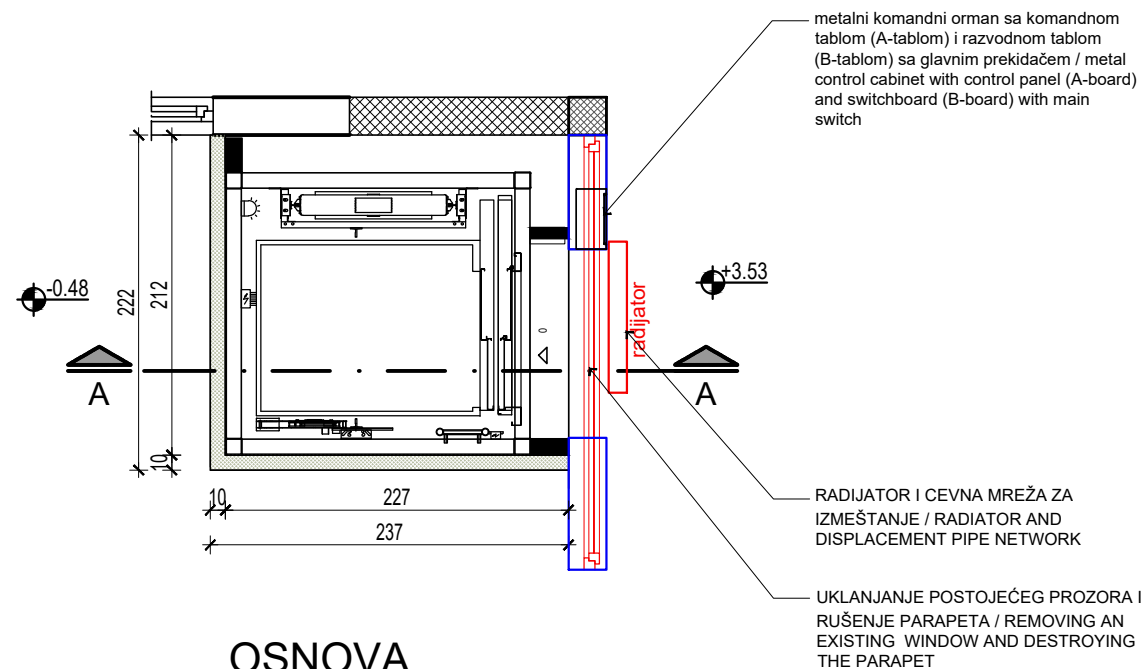 metalni komandni orman sa komandnom
tablom (A-tablom) i razvodnom tablom
(B-tablom) sa glavnim prekidačem / metal
control cabinet with control panel (A-board)
and switchboard (B-board) with main
switch
-0.48
+3.53
222
212
radijator
A
A
10
10
227
237
RADIJATOR I CEVNA MREŽA ZA
IZMEŠTANJE / RADIATOR AND
DISPLACEMENT PIPE NETWORK
UKLANJANJE POSTOJEĆEG PROZORA I
RUŠENJE PARAPETA / REMOVING AN
EXISTING WINDOW AND DESTROYING
THE PARAPET
OSNOVA